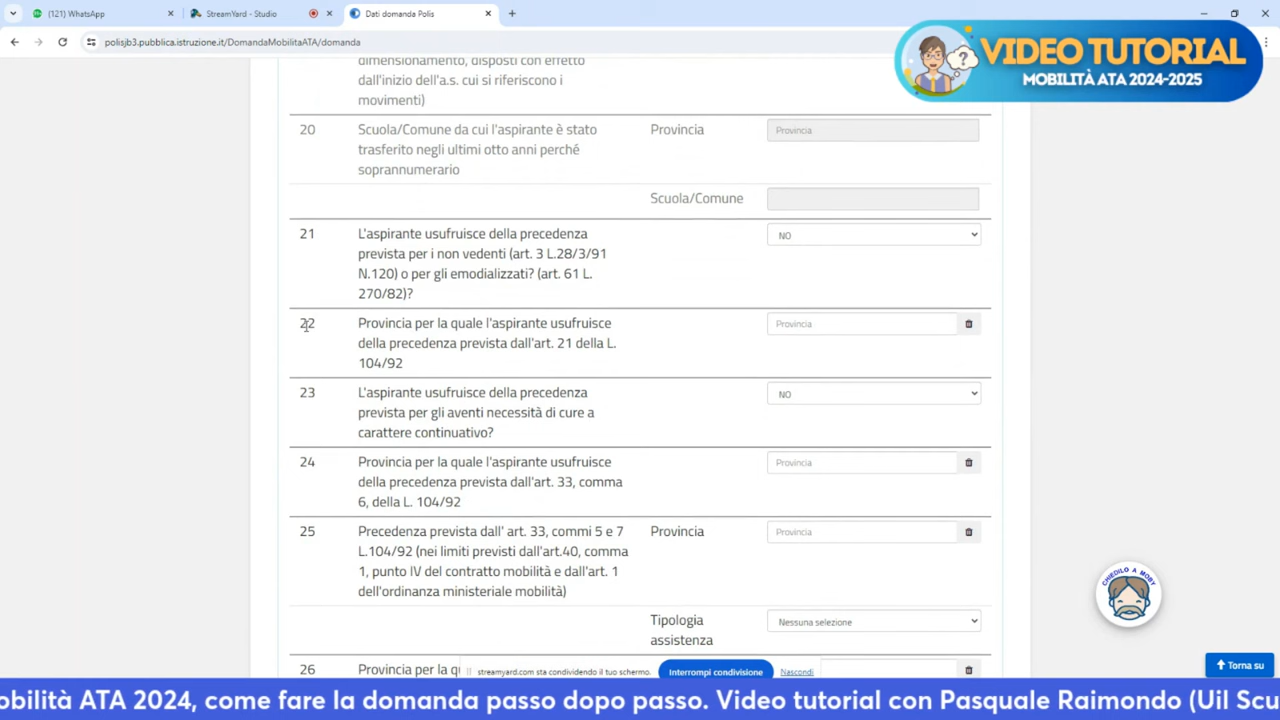 (121) WhatsApp
StreamYard - Studio
Dati domanda Polis
polisjb3.pubblica.istruzione.it/DomandaMobilitaATA/domanda
VIDEO TUTORIAL
MOBILITÀ ATA 2024-2025
dimensionamento, disposti con effetto
dall'inizio dell'a.s. cui si riferiscono i
movimenti)
20 Scuola/Comune da cui l'aspirante è stato Provincia Provincia
trasferito negli ultimi otto anni perché
soprannumerario
Scuola/Comune
21 L'aspirante usufruisce della precedenza NO
prevista per i non vedenti (art. 3 L.28/3/91
N.120) o per gli emodializzati? (art. 61 L.
270/82)?
22 Provincia per la quale l'aspirante usufruisce Provincia
della precedenza prevista dall'art. 21 della L.
104/92
23 L'aspirante usufruisce della precedenza NO
prevista per gli aventi necessità di cure a
carattere continuativo?
24 Provincia per la quale l'aspirante usufruisce Provincia
della precedenza prevista dall'art. 33, comma
6, della L. 104/92
25 Precedenza prevista dall' art. 33, commi 5 e 7 Provincia Provincia
L.104/92 (nei limiti previsti dall'art.40, comma
1, punto IV del contratto mobilità e dall'art. 1
dell'ordinanza ministeriale mobilità)
CHIEDILO A MOBY
Tipologia Nessuna selezione
assistenza
26 Provincia per la q
streamyard.com sta condividendo il tuo schermo. Interrompi condivisione Nascondi
Torna su
obilità ATA 2024, come fare la domanda passo dopo passo. Video tutorial con Pasquale Raimondo (Uil Scu